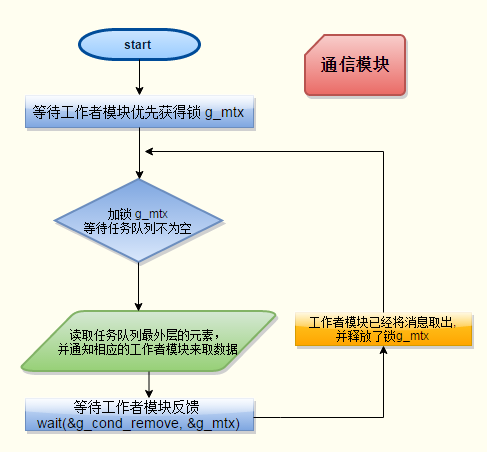 start
通信模块
等待工作者模块优先获得锁 g_mtx
加锁 g_mtx
等待任务队列不为空
读取任务队列最外层的元素，
并通知相应的工作者模块来取数据
工作者模块已经将消息取出,
并释放了锁g_mtx
等待工作者模块反馈
wait(&g_cond_remove, &g_mtx)